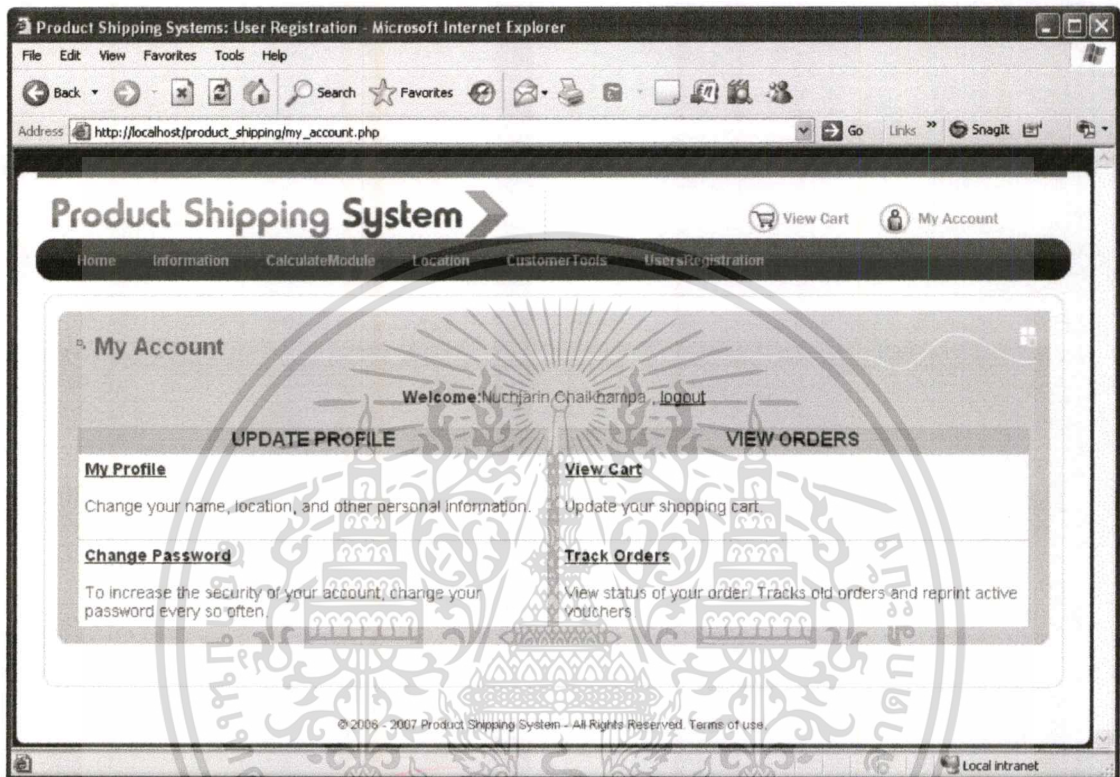 Product Shipping Systems: User Registration - Microsoft Internet Explorer
File Edit View Favorites Tools Help
Back Search Favorites
Address http://localhost/product_shipping/my_account.php Go Links » SnagIt
Product Shipping System
View Cart My Account
Home Information CalculateModule Location CustomerTools UsersRegistration
My Account
Welcome:Nuchjarin Chaikhampa , logout
UPDATE PROFILE VIEW ORDERS
My Profile View Cart
Change your name, location, and other personal information. Update your shopping cart.
Change Password Track Orders
To increase the security of your account, change your View status of your order. Tracks old orders and reprint active
password every so often. vouchers
© 2006 - 2007 Product Shipping System - All Rights Reserved. Terms of use.
Local intranet